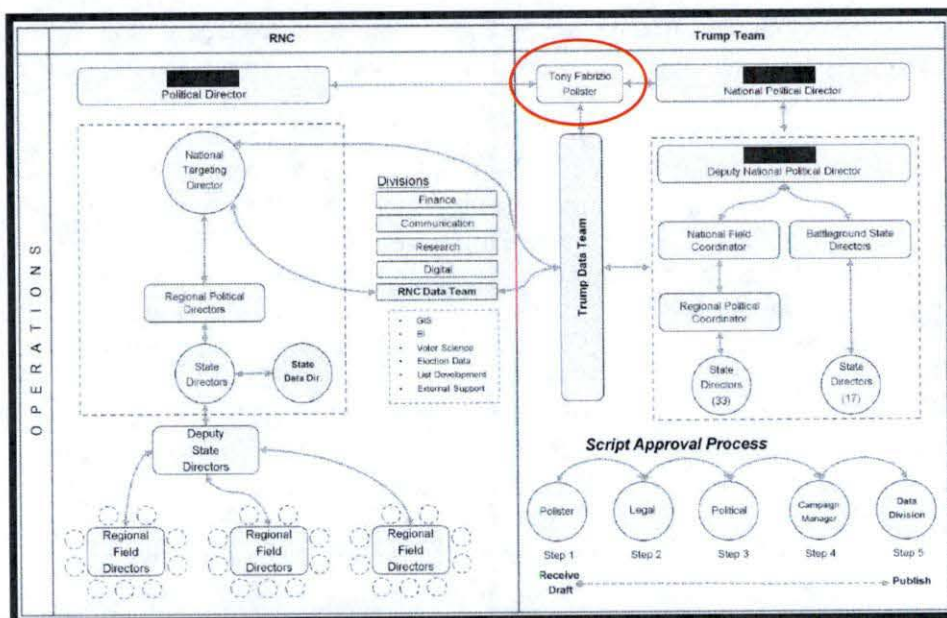 RNC
Trump Team
OPERATIONS
Political Director
Tony Fabrizio
Pollster
National Political Director
National
Targeting
Director
Deputy National Political Director
Divisions
Finance
Communication
Research
Digital
RNC Data Team
Trump Data Team
National Field
Coordinator
Battleground State
Directors
Regional Political
Directors
Regional Political
Coordinator
GIS
BI
Voter Science
Election Data
List Development
External Support
State
Directors
State
Data Dir.
State
Directors
(33)
State
Directors
(17)
Deputy
State
Directors
Script Approval Process
Regional
Field
Directors
Regional
Field
Directors
Regional
Field
Directors
Pollster
Legal
Political
Campaign
Manager
Data
Division
Step 1
Step 2
Step 3
Step 4
Step 5
Receive
Draft
Publish